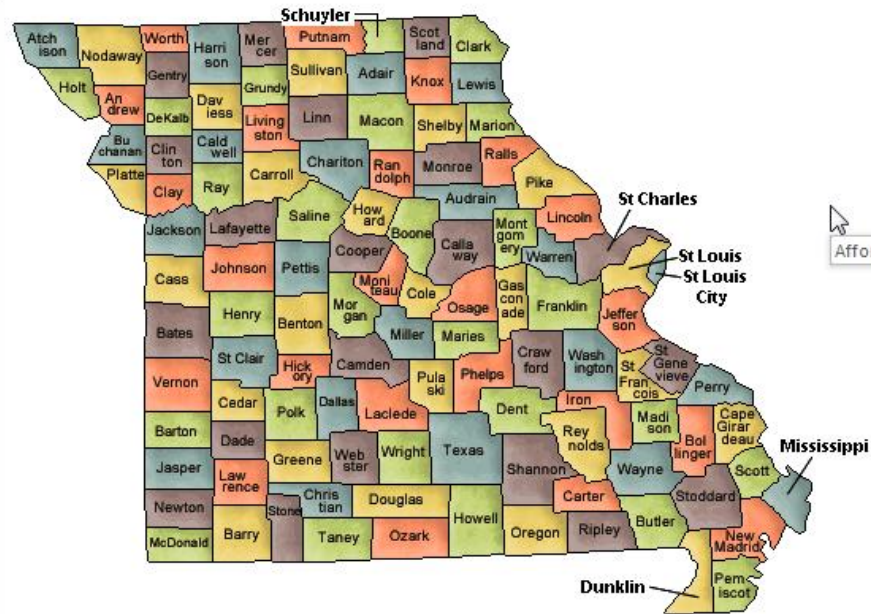 Schuyler
Atch
ison
Nodaway
Worth
Harri
son
Mer
cer
Putnam
Scot
land
Clark
Holt
An
drew
Gentry
Grundy
Sullivan
Adair
Knox
Lewis
DeKalb
Dav
iess
Living
ston
Linn
Macon
Shelby
Marion
Bu
chanan
Clin
ton
Cald
well
Chariton
Ran
dolph
Monroe
Ralls
Platte
Clay
Ray
Carroll
Pike
Audrain
St Charles
Jackson
Lafayette
Saline
How
ard
Boone
Calla
way
Mont
gom
ery
Lincoln
Warren
St Louis
St Louis
City
Affo
Cass
Johnson
Pettis
Cooper
Moni
teau
Cole
Osage
Gas
con
ade
Franklin
Jeffer
son
Bates
Henry
Benton
Mor
gan
Miller
Maries
St Clair
Hick
ory
Camden
Pula
ski
Phelps
Craw
ford
Wash
ington
St
Fran
cois
St
Gene
vieve
Perry
Vernon
Cedar
Polk
Dallas
Laclede
Dent
Iron
Madi
son
Bol
linger
Cape
Girar
deau
Barton
Dade
Greene
Web
ster
Wright
Texas
Rey
nolds
Wayne
Scott
Mississippi
Jasper
Law
rence
Chris
tian
Douglas
Shannon
Carter
Stoddard
Newton
Stone
Howell
Oregon
Ripley
Butler
New
Madrid
McDonald
Barry
Taney
Ozark
Dunklin
Pem
iscot